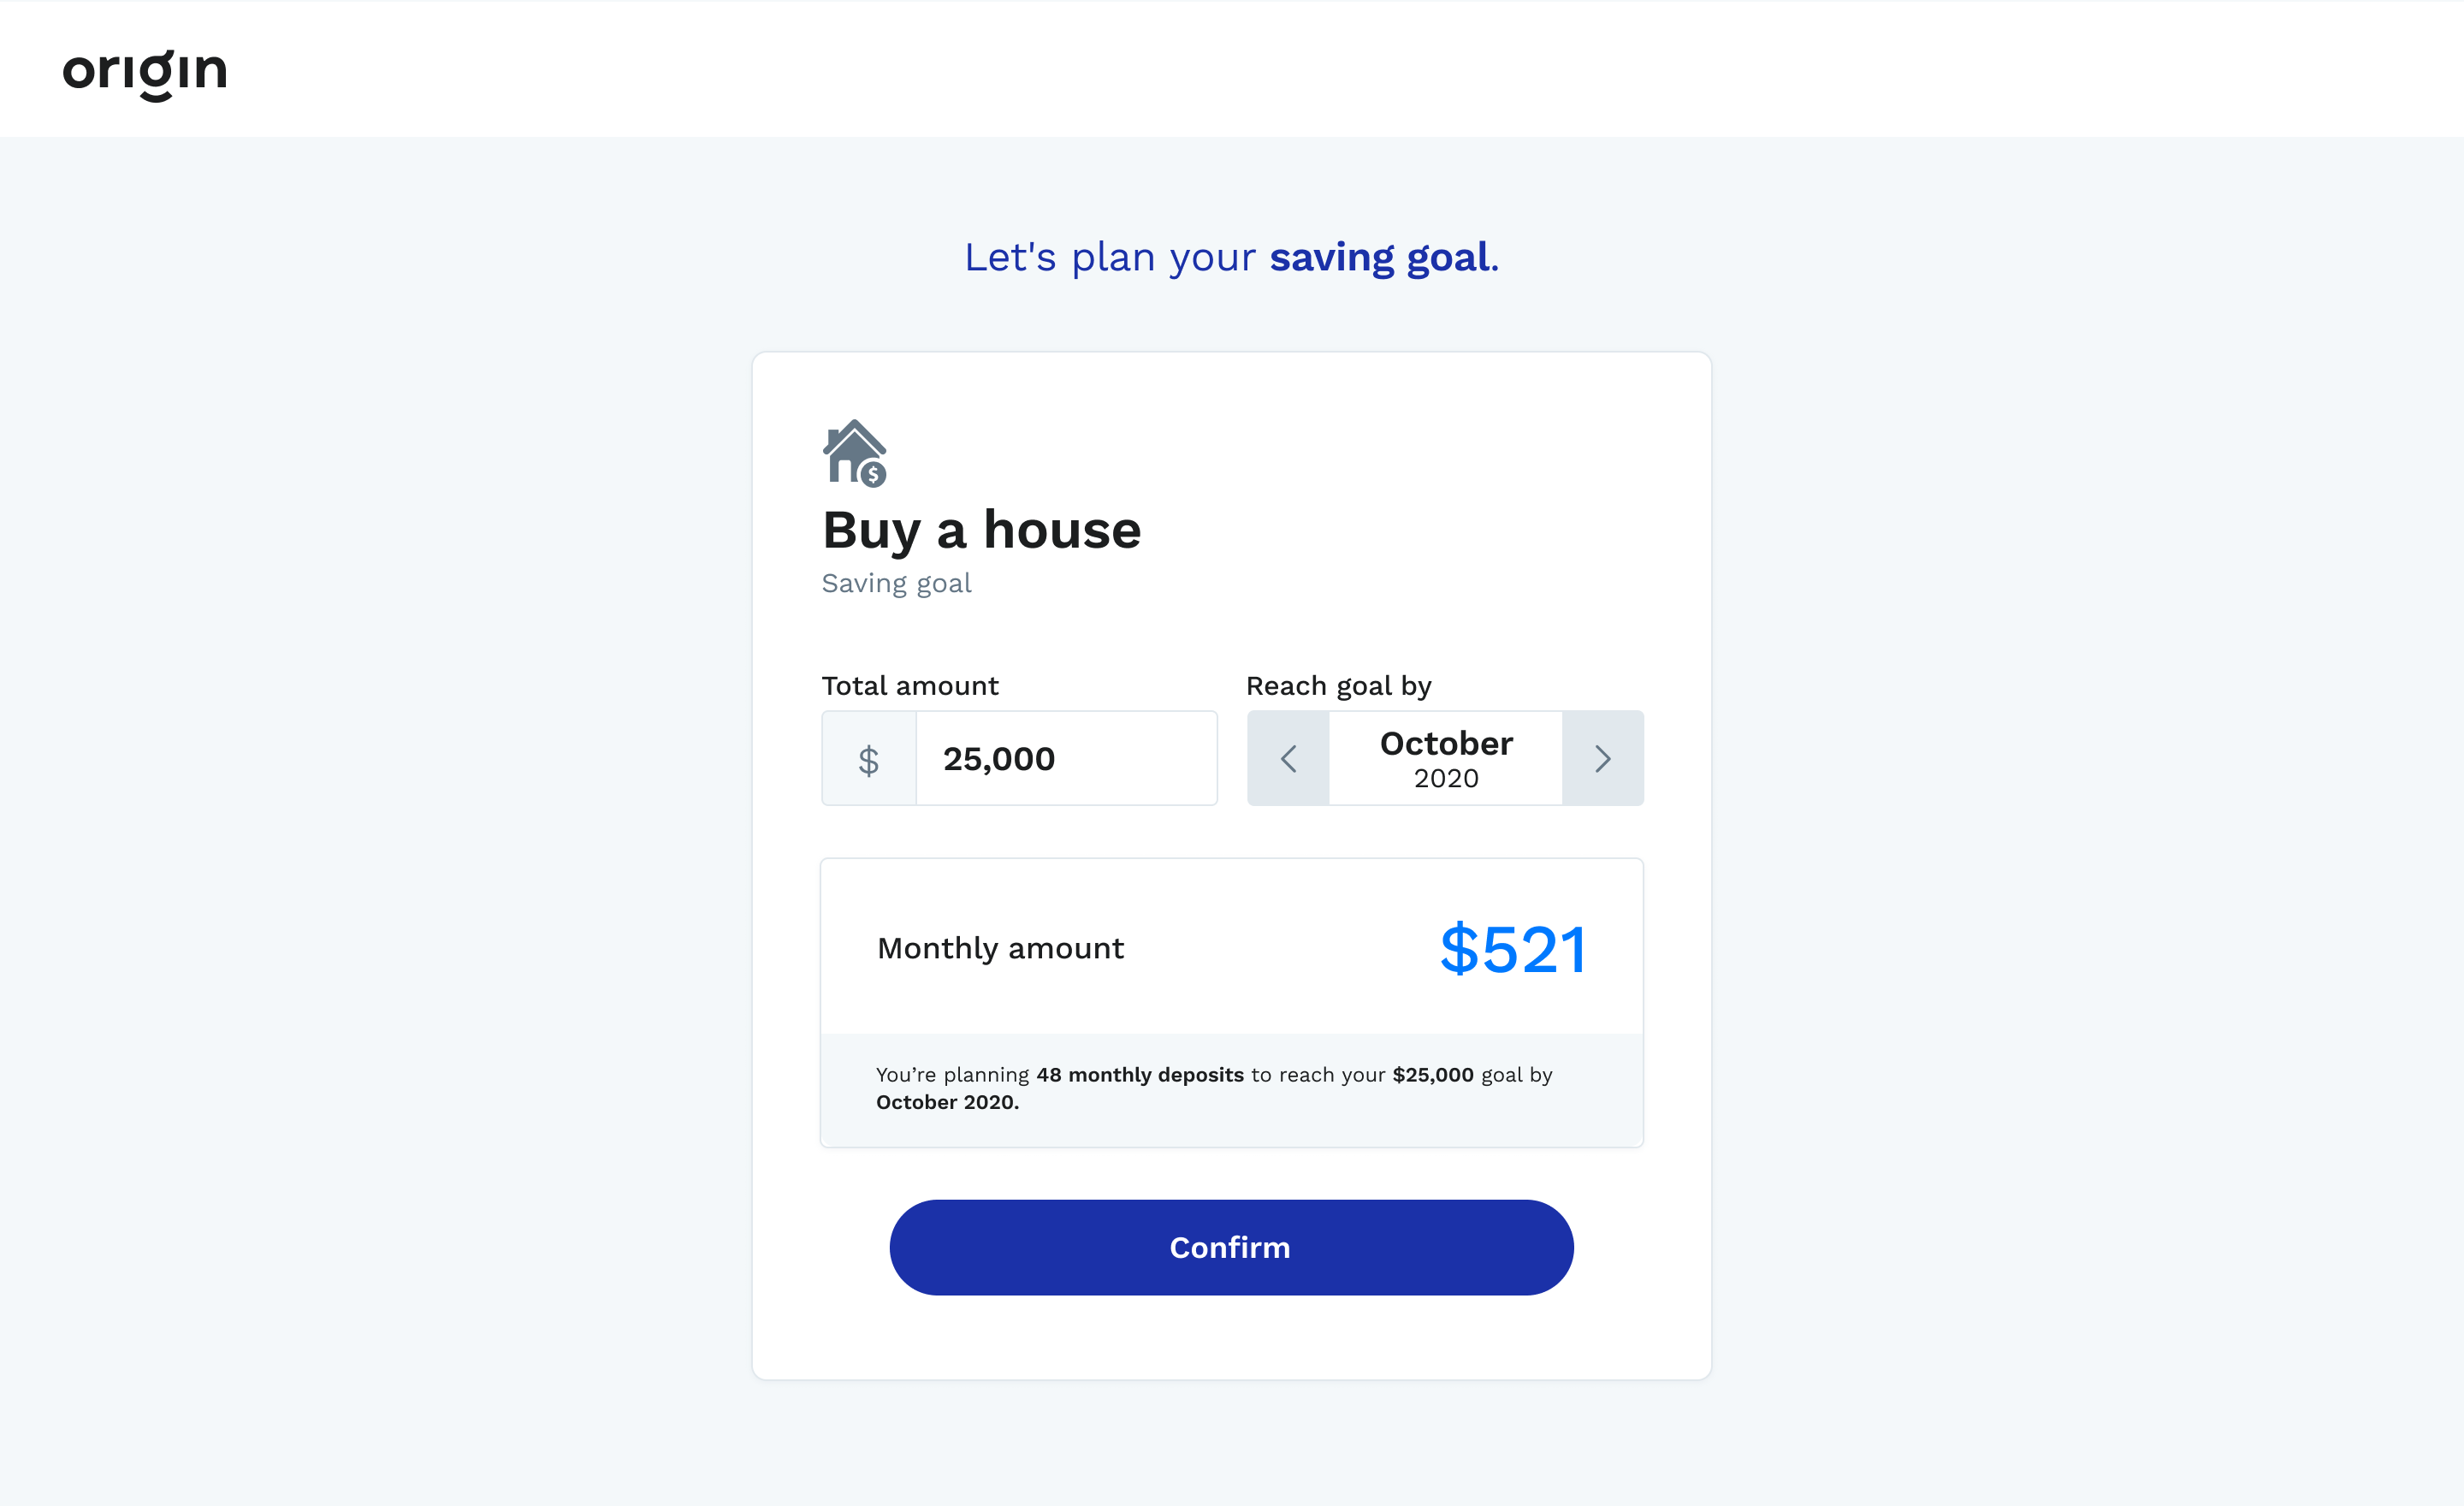 origin
Let's plan your saving goal.
Buy a house
Saving goal
Total amount
Reach goal by
$ 25,000
October
2020
Monthly amount
$521
You’re planning 48 monthly deposits to reach your $25,000 goal by
October 2020.
Confirm